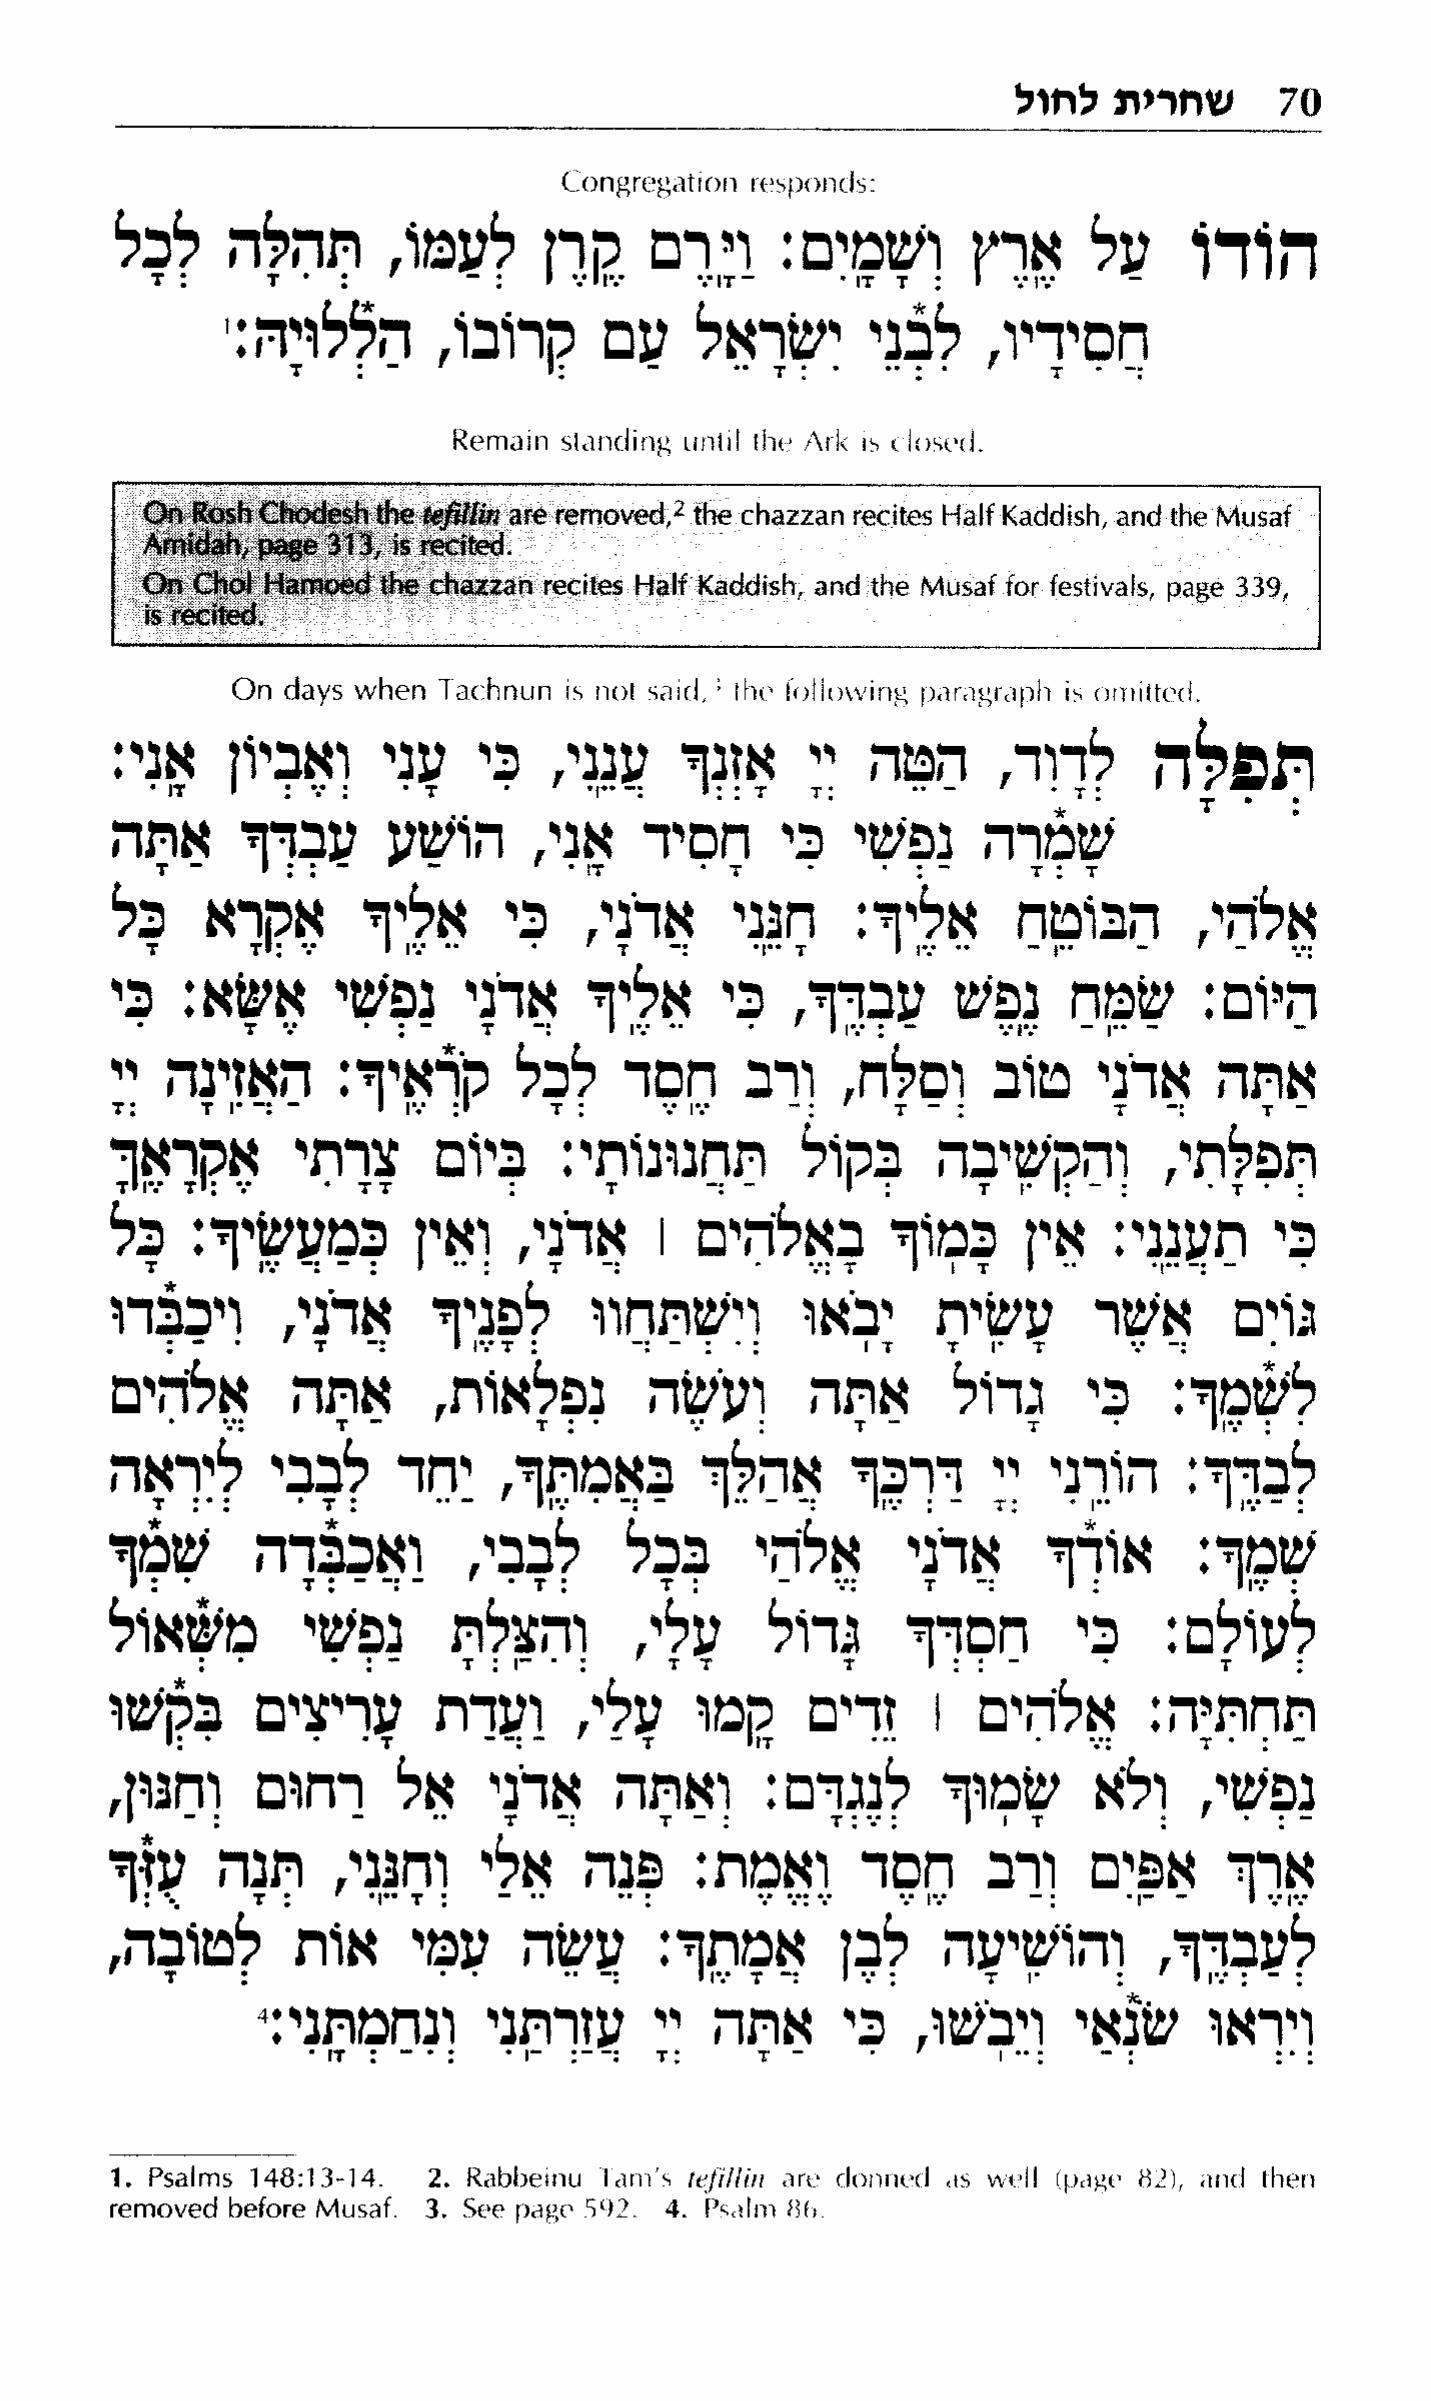 70 שחרית לחול
Congregation responds:
הוֹדוֹ עַל אֶרֶץ וְשָׁמָיִם: וַיָּרֶם קֶרֶן לְעַמּוֹ, תְּהִלָּה לְכָל
חֲסִידָיו, לִבְ*נֵי יִשְׂרָאֵל עַם קְרוֹבוֹ, הַלְ*לוּיָהּ:¹
Remain standing until the Ark is closed.
On Rosh Chodesh the tefillin are removed,² the chazzan recites Half Kaddish, and the Musaf
Amidah, page 313, is recited.
On Chol Hamoed the chazzan recites Half Kaddish, and the Musaf for festivals, page 339,
is recited.
On days when Tachnun is not said,³ the following paragraph is omitted.
תְּפִלָּה לְדָוִד, הַטֵּה יְיָ אָזְנְךָ עֲנֵנִי, כִּי עָנִי וְאֶבְיוֹן אָנִי:
שָׁמְ*רָה נַפְשִׁי כִּי חָסִיד אָנִי, הוֹשַׁע עַבְדְּךָ אַתָּה
אֱלֹהַי, הַבּוֹטֵחַ אֵלֶיךָ: חָנֵּנִי אֲדֹנָי, כִּי אֵלֶיךָ אֶקְרָא כָּל
הַיּוֹם: שַׂמֵּחַ נֶפֶשׁ עַבְדֶּךָ, כִּי אֵלֶיךָ אֲדֹנָי נַפְשִׁי אֶשָּׂא: כִּי
אַתָּה אֲדֹנָי טוֹב וְסַלָּח, וְרַב חֶסֶד לְכָל קֹרְ*אֶיךָ: הַאֲזִינָה יְיָ
תְּפִלָּתִי, וְהַקְשִׁיבָה בְּקוֹל תַּחֲנוּנוֹתָי: בְּיוֹם צָרָתִי אֶקְרָאֶךָּ
כִּי תַעֲנֵנִי: אֵין כָּמוֹךָ בָאֱלֹהִים | אֲדֹנָי, וְאֵין כְּמַעֲשֶׂיךָ: כָּל
גּוֹיִם אֲשֶׁר עָשִׂיתָ יָבֹאוּ וְיִשְׁתַּחֲווּ לְפָנֶיךָ אֲדֹנָי, וִיכַבְּ*דוּ
לִשְׁ*מֶךָ: כִּי גָדוֹל אַתָּה וְעֹשֵׂה נִפְלָאוֹת, אַתָּה אֱלֹהִים
לְבַדֶּךָ: הוֹרֵנִי יְיָ דַּרְכֶּךָ אֲהַלֵּךְ בַּאֲמִתֶּךָ, יַחֵד לְבָבִי לְיִרְאָה
שְׁמֶךָ: אוֹדְ*ךָ אֲדֹנָי אֱלֹהַי בְּכָל לְבָבִי, וַאֲכַבְּ*דָה שִׁמְ*ךָ
לְעוֹלָם: כִּי חַסְדְּךָ גָּדוֹל עָלָי, וְהִצַּלְתָּ נַפְשִׁי מִשְּׁ*אוֹל
תַּחְתִּיָּה: אֱלֹהִים | זֵדִים קָמוּ עָלַי, וַעֲדַת עָרִיצִים בִּקְ*שׁוּ
נַפְשִׁי, וְלֹא שָׂמוּךָ לְנֶגְדָּם: וְאַתָּה אֲדֹנָי אֵל רַחוּם וְחַנּוּן,
אֶרֶךְ אַפַּיִם וְרַב חֶסֶד וֶאֱמֶת: פְּנֵה אֵלַי וְחָנֵּנִי, תְּנָה עֻזְּ*ךָ
לְעַבְדֶּךָ, וְהוֹשִׁיעָה לְבֶן אֲמָתֶךָ: עֲשֵׂה עִמִּי אוֹת לְטוֹבָה,
וְיִרְאוּ שׂנְ*אַי וְיֵבֹשׁוּ, כִּי אַתָּה יְיָ עֲזַרְתַּנִי וְנִחַמְתָּנִי:⁴
1. Psalms 148:13-14. 2. Rabbeinu Tam's tefillin are donned as well (page 82), and then
removed before Musaf. 3. See page 592. 4. Psalm 86.